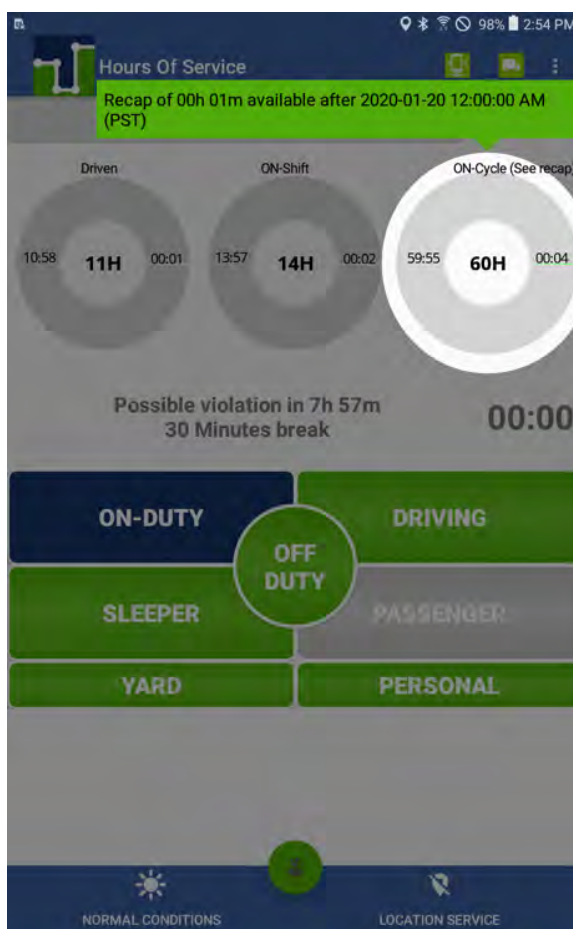 98% 2:54 PM
Hours Of Service
Recap of 00h 01m available after 2020-01-20 12:00:00 AM
(PST)
Driven ON-Shift ON-Cycle (See recap)
10:58 11H 00:01 13:57 14H 00:02 59:55 60H 00:04
Possible violation in 7h 57m
30 Minutes break
00:00
ON-DUTY DRIVING
OFF
DUTY
SLEEPER PASSENGER
YARD PERSONAL
NORMAL CONDITIONS LOCATION SERVICE